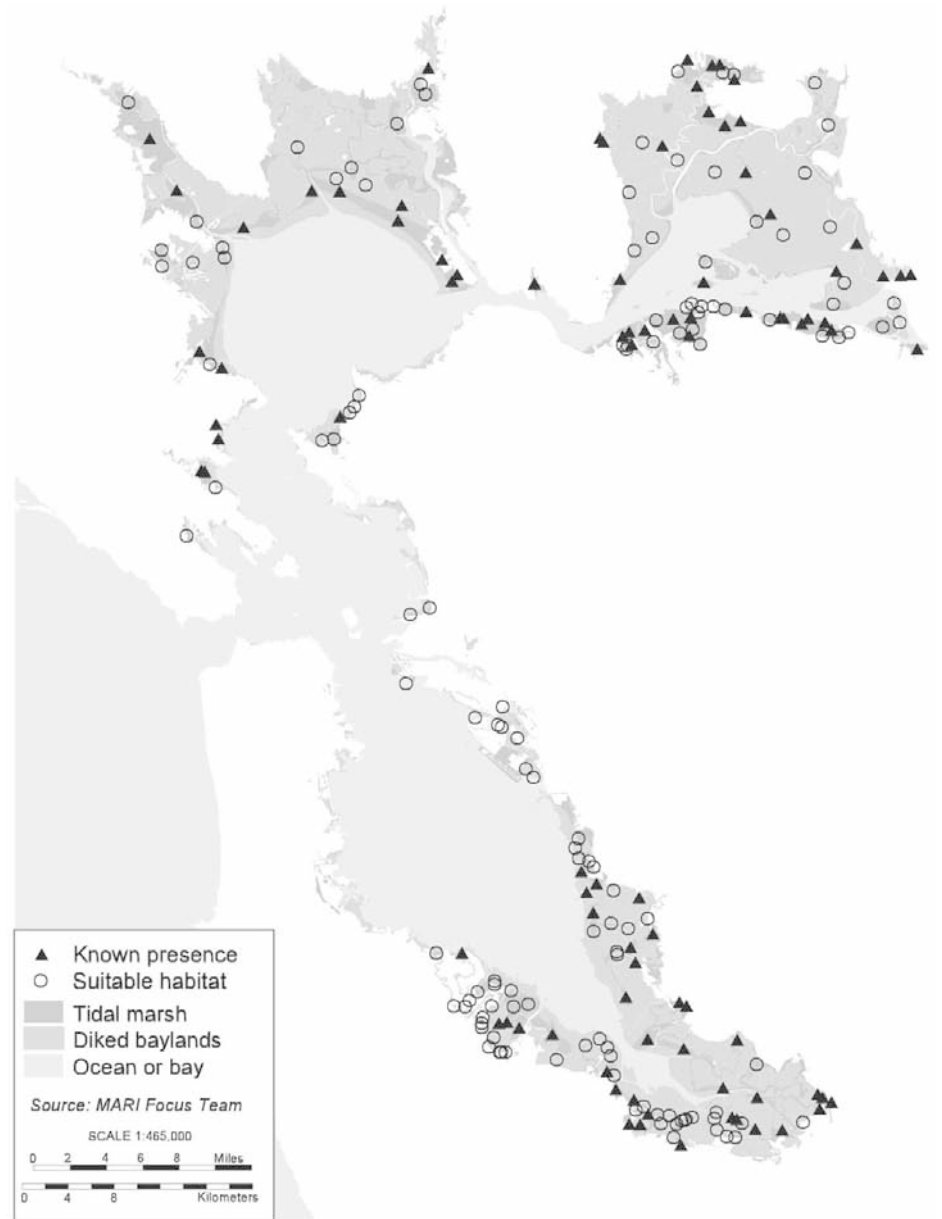 Known presence
Suitable habitat
Tidal marsh
Diked baylands
Ocean or bay
Source: MARI Focus Team
SCALE 1:465,000
0 2 4 6 8 Miles
0 4 8 Kilometers